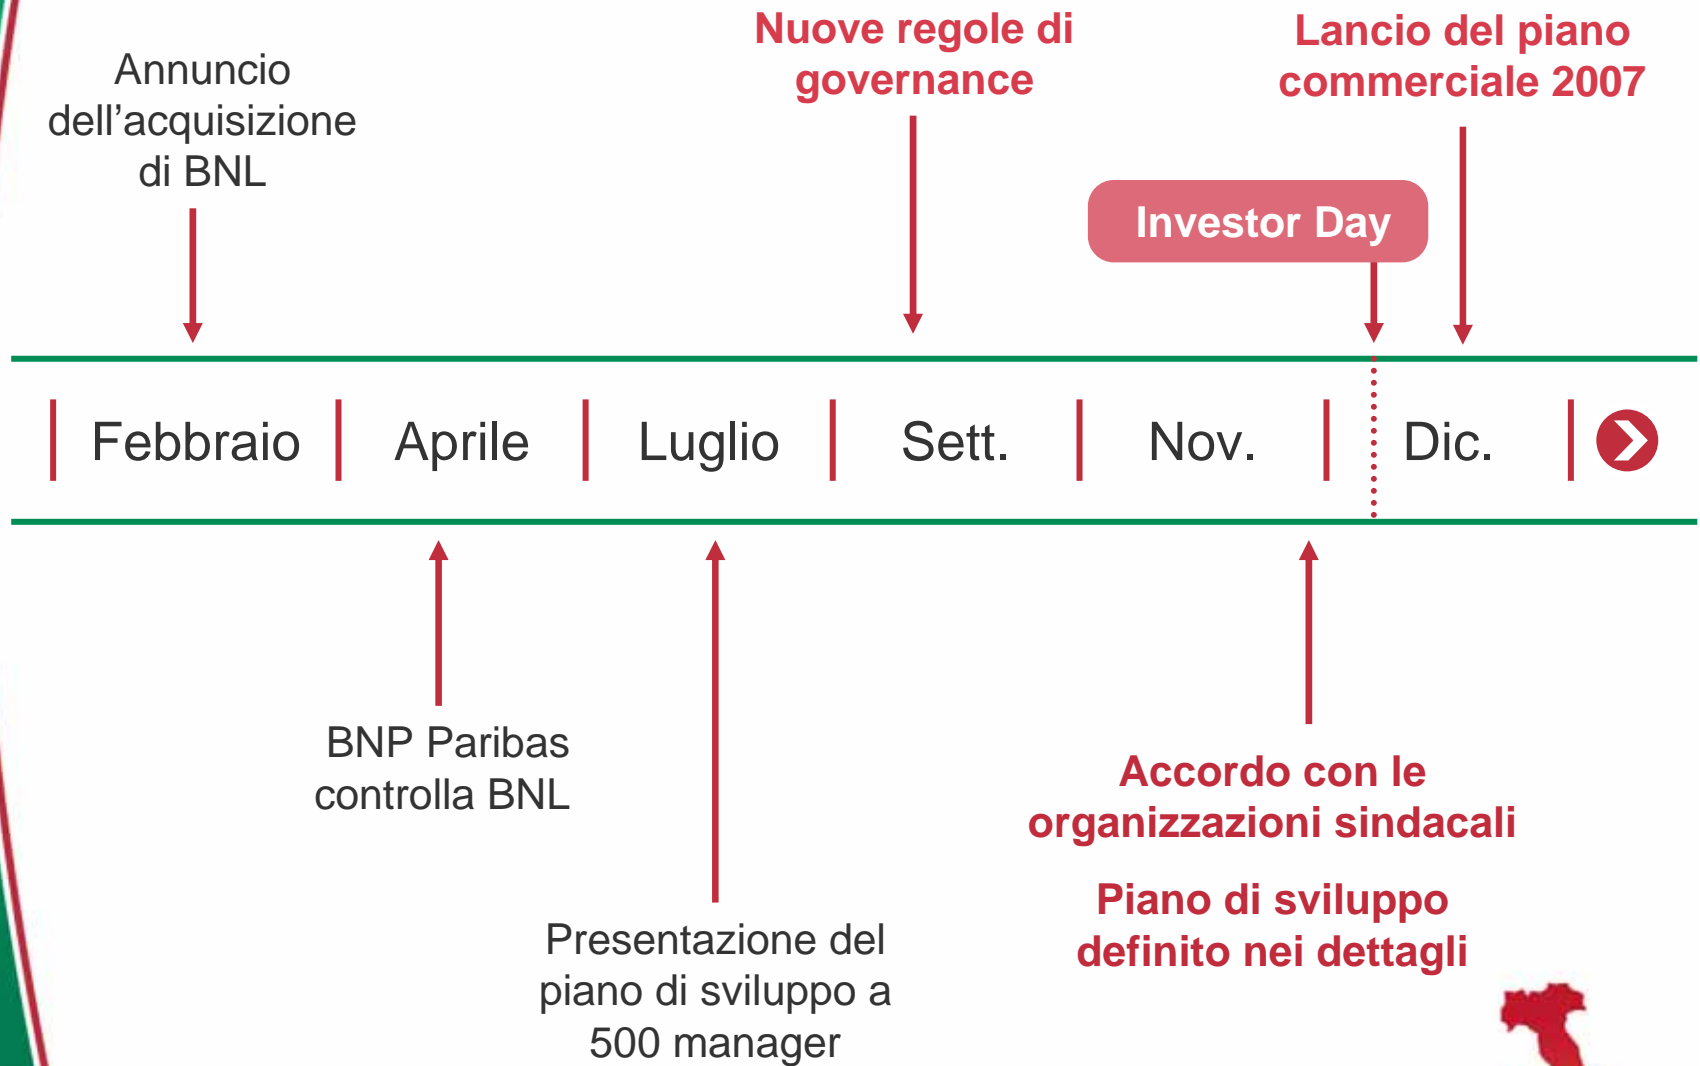 Annuncio
dell’acquisizione
di BNL
Nuove regole di
governance
Lancio del piano
commerciale 2007
Investor Day
Febbraio
Aprile
Luglio
Sett.
Nov.
Dic.
BNP Paribas
controlla BNL
Presentazione del
piano di sviluppo a
500 manager
Accordo con le
organizzazioni sindacali
Piano di sviluppo
definito nei dettagli